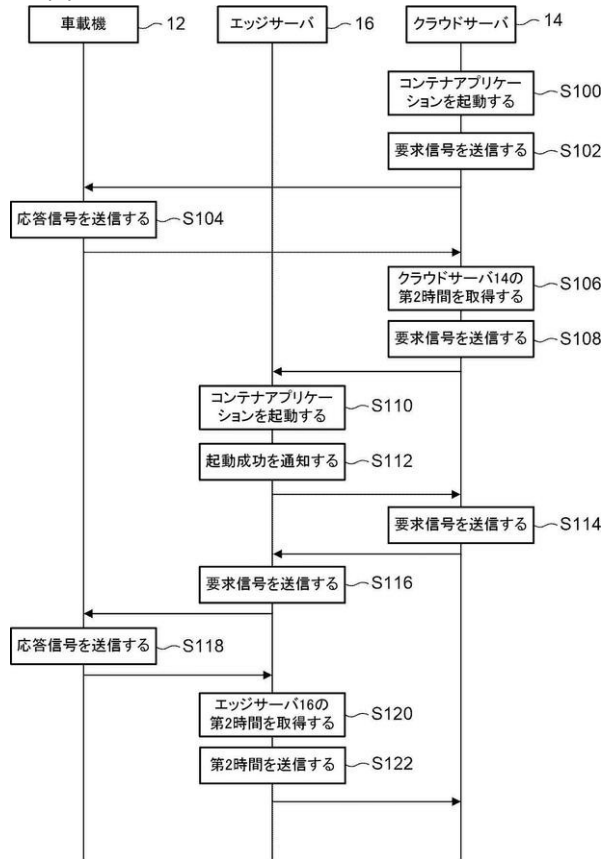 車載機
12
エッジサーバ
16
クラウドサーバ
14
コンテナアプリケー
ションを起動する
S100
要求信号を送信する
S102
応答信号を送信する
S104
クラウドサーバ14の
第2時間を取得する
S106
要求信号を送信する
S108
コンテナアプリケー
ションを起動する
S110
起動成功を通知する
S112
要求信号を送信する
S114
要求信号を送信する
S116
応答信号を送信する
S118
エッジサーバ16の
第2時間を取得する
S120
第2時間を送信する
S122